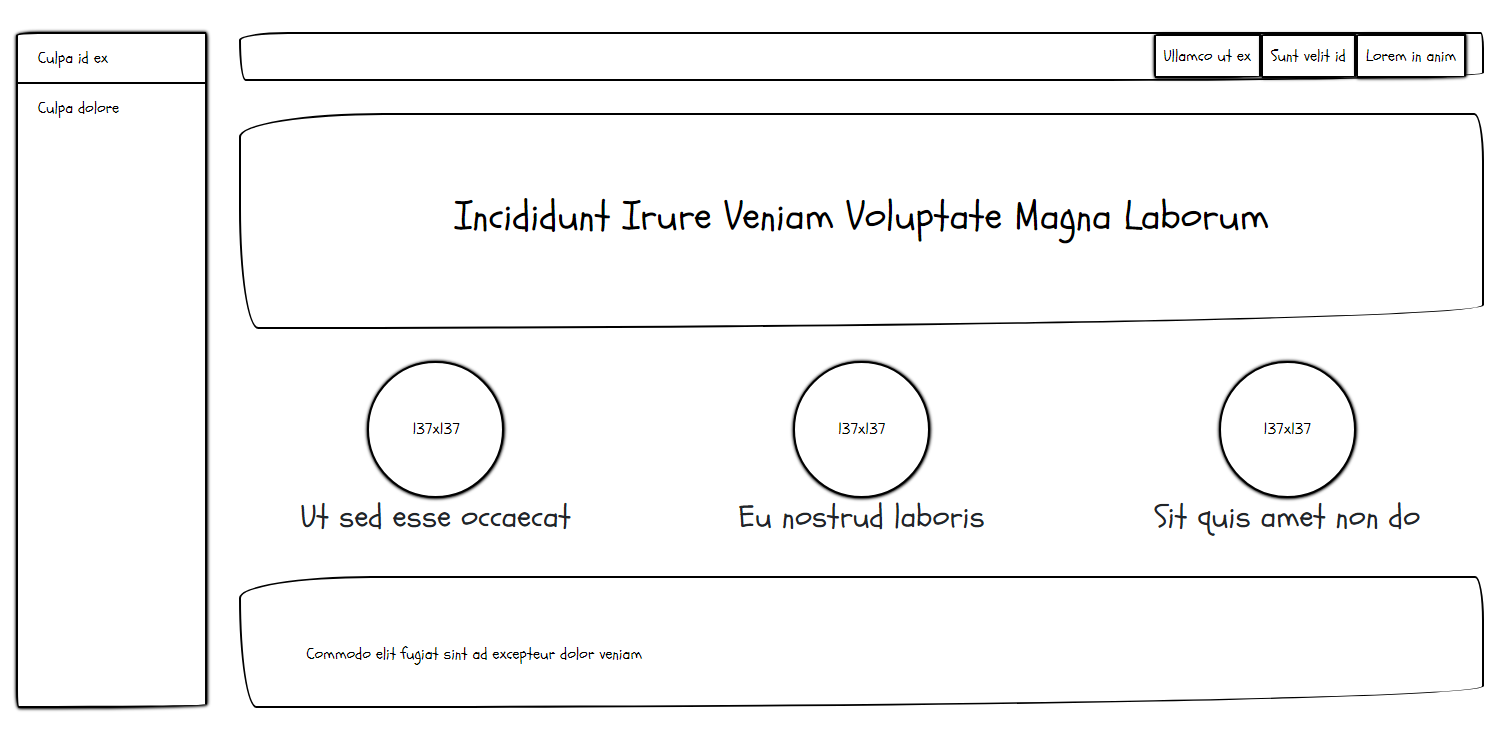 Culpa id ex
Culpa dolore
Ullamco ut ex
Sunt velit id
Lorem in anim
Incididunt Irure Veniam Voluptate Magna Laborum
137x137
137x137
137x137
Ut sed esse occaecat
Eu nostrud laboris
Sit quis amet non do
Commodo elit fugiat sint ad excepteur dolor veniam